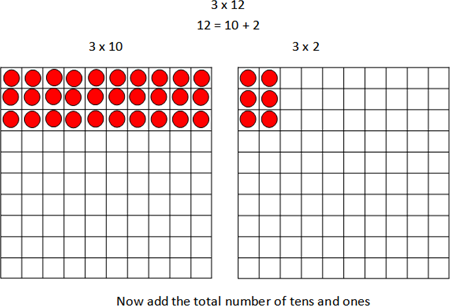 3 x 12
12 = 10 + 2
3 x 10 3 x 2
Now add the total number of tens and ones